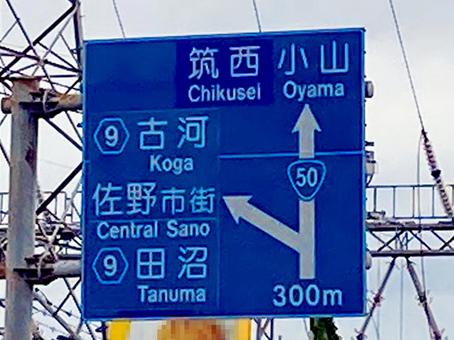 筑西 小山
Chikusei Oyama
9 古河
Koga
50
佐野市街
Central Sano
9 田沼
Tanuma
300m